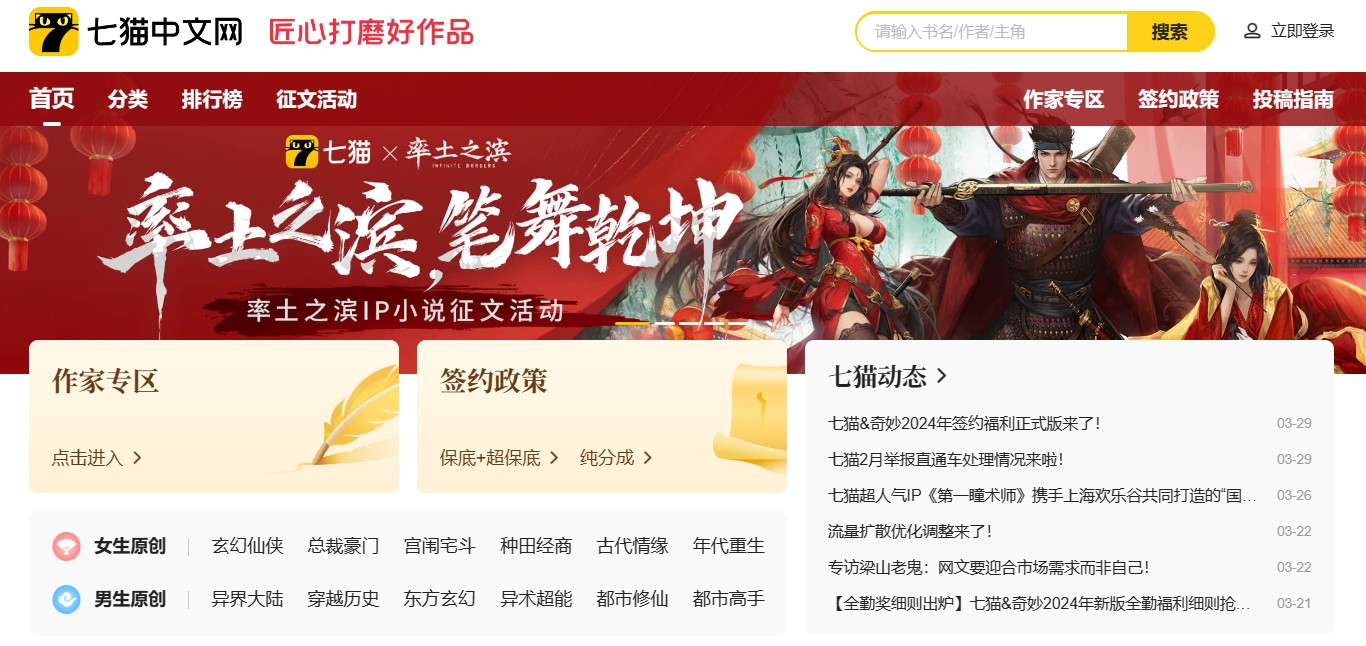 七猫中文网 匠心打磨好作品 请输入书名/作者/主角 搜索 立即登录
首页 分类 排行榜 征文活动 作家专区 签约政策 投稿指南
七猫 × 率土之滨
INFINITE BORDERS
率土之滨,笔舞乾坤
率土之滨IP小说征文活动
作家专区
点击进入
签约政策
保底+超保底 纯分成
七猫动态
七猫&奇妙2024年签约福利正式版来了! 03-29
七猫2月举报直通车处理情况来啦! 03-29
七猫超人气IP《第一瞳术师》携手上海欢乐谷共同打造的“国... 03-26
流量扩散优化调整来了! 03-22
专访梁山老鬼：网文要迎合市场需求而非自己! 03-22
【全勤奖细则出炉】七猫&奇妙2024年新版全勤福利细则抢... 03-21
女生原创 玄幻仙侠 总裁豪门 宫闱宅斗 种田经商 古代情缘 年代重生
男生原创 异界大陆 穿越历史 东方玄幻 异术超能 都市修仙 都市高手